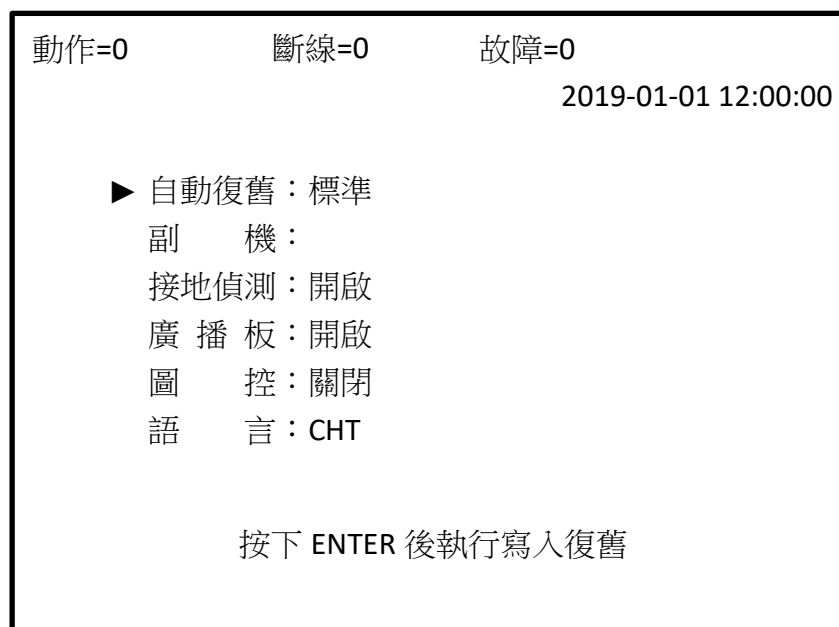 動作=0 斷線=0 故障=0
2019-01-01 12:00:00
► 自動復舊：標準
副 機：
接地偵測：開啟
廣 播 板：開啟
圖 控：關閉
語 言：CHT
按下 ENTER 後執行寫入復舊